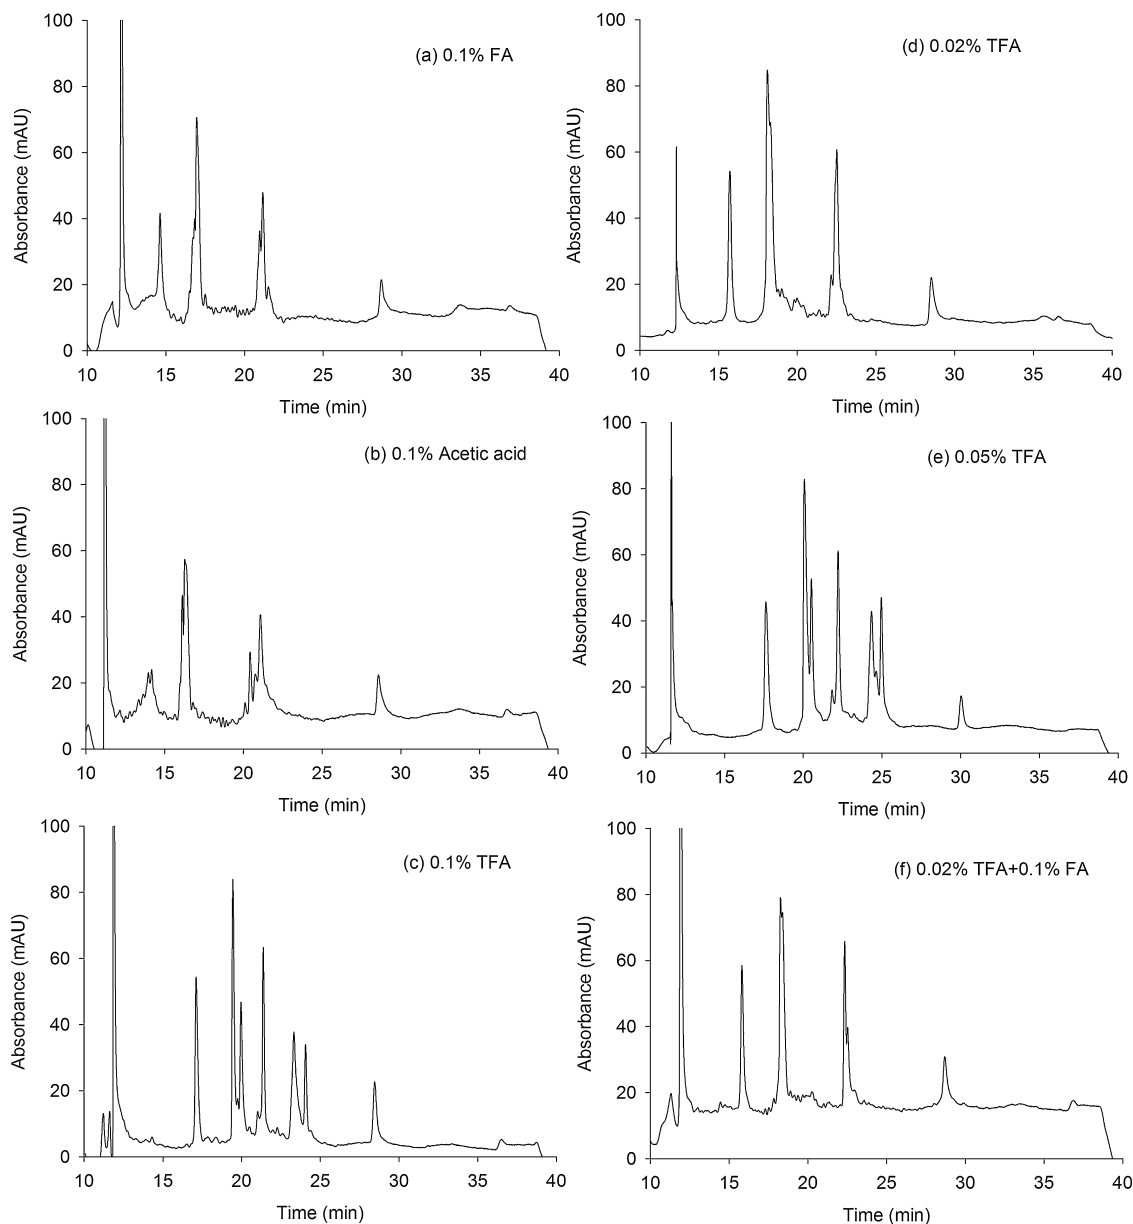 (a) 0.1% FA
100
80
60
40
20
0
Absorbance (mAU)
10 15 20 25 30 35 40
Time (min)
(d) 0.02% TFA
100
80
60
40
20
0
Absorbance (mAU)
10 15 20 25 30 35 40
Time (min)
(b) 0.1% Acetic acid
100
80
60
40
20
0
Absorbance (mAU)
10 15 20 25 30 35 40
Time (min)
(e) 0.05% TFA
100
80
60
40
20
0
Absorbance (mAU)
10 15 20 25 30 35 40
Time (min)
(c) 0.1% TFA
100
80
60
40
20
0
Absorbance (mAU)
10 15 20 25 30 35 40
Time (min)
(f) 0.02% TFA+0.1% FA
100
80
60
40
20
0
Absorbance (mAU)
10 15 20 25 30 35 40
Time (min)